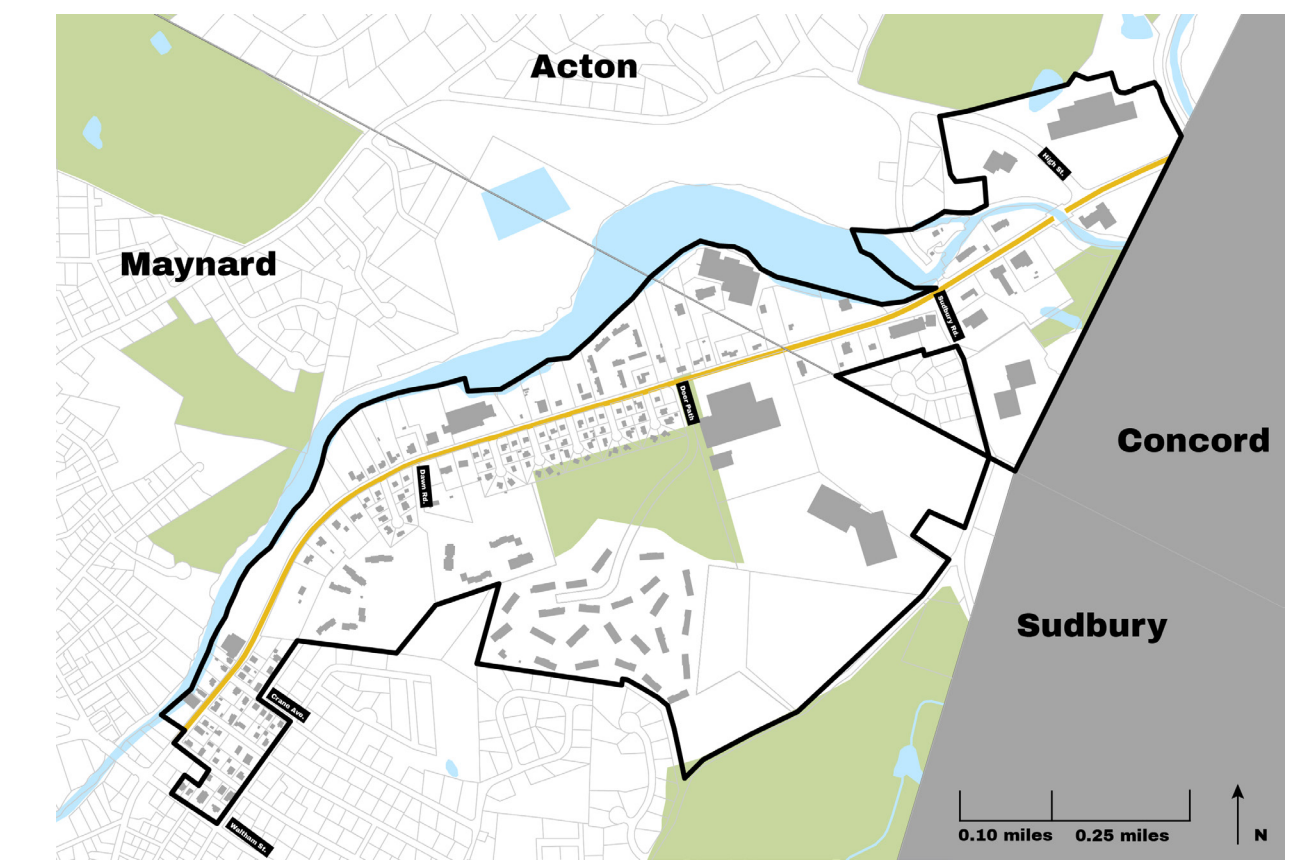 Acton
High St.
Maynard
Sudbury Rd.
Deer Path
Concord
Dawn Rd.
Sudbury
Crane Ave.
Waltham St.
0.10 miles
0.25 miles
N